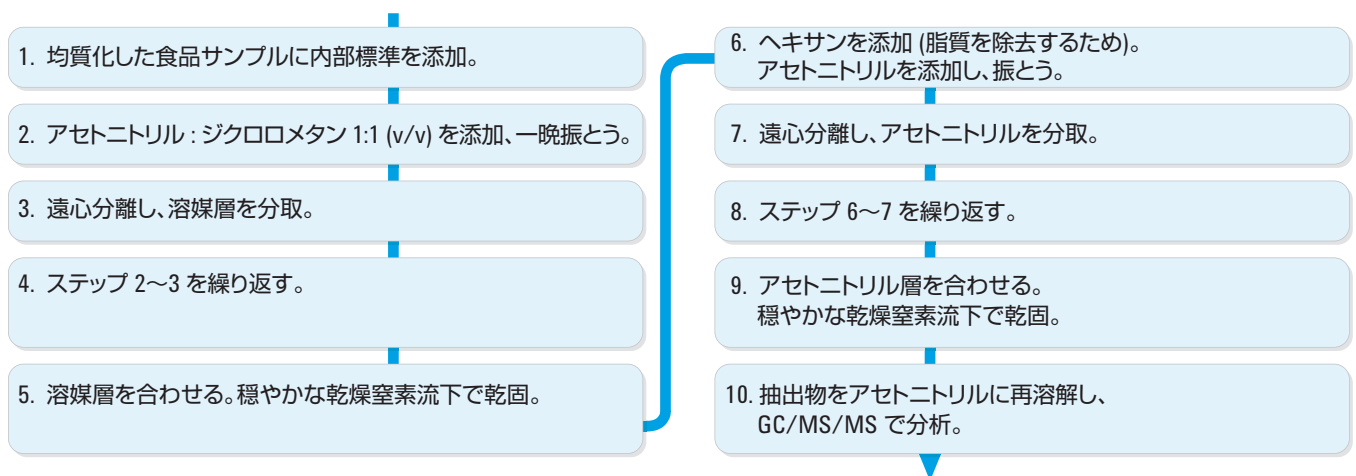 1. 均質化した食品サンプルに内部標準を添加。
2. アセトニトリル : ジクロロメタン 1:1 (v/v) を添加、一晩振とう。
3. 遠心分離し、溶媒層を分取。
4. ステップ 2～3 を繰り返す。
5. 溶媒層を合わせる。穏やかな乾燥窒素流下で乾固。
6. ヘキサンを添加 (脂質を除去するため)。
アセトニトリルを添加し、振とう。
7. 遠心分離し、アセトニトリルを分取。
8. ステップ 6～7 を繰り返す。
9. アセトニトリル層を合わせる。
穏やかな乾燥窒素流下で乾固。
10. 抽出物をアセトニトリルに再溶解し、
GC/MS/MS で分析。